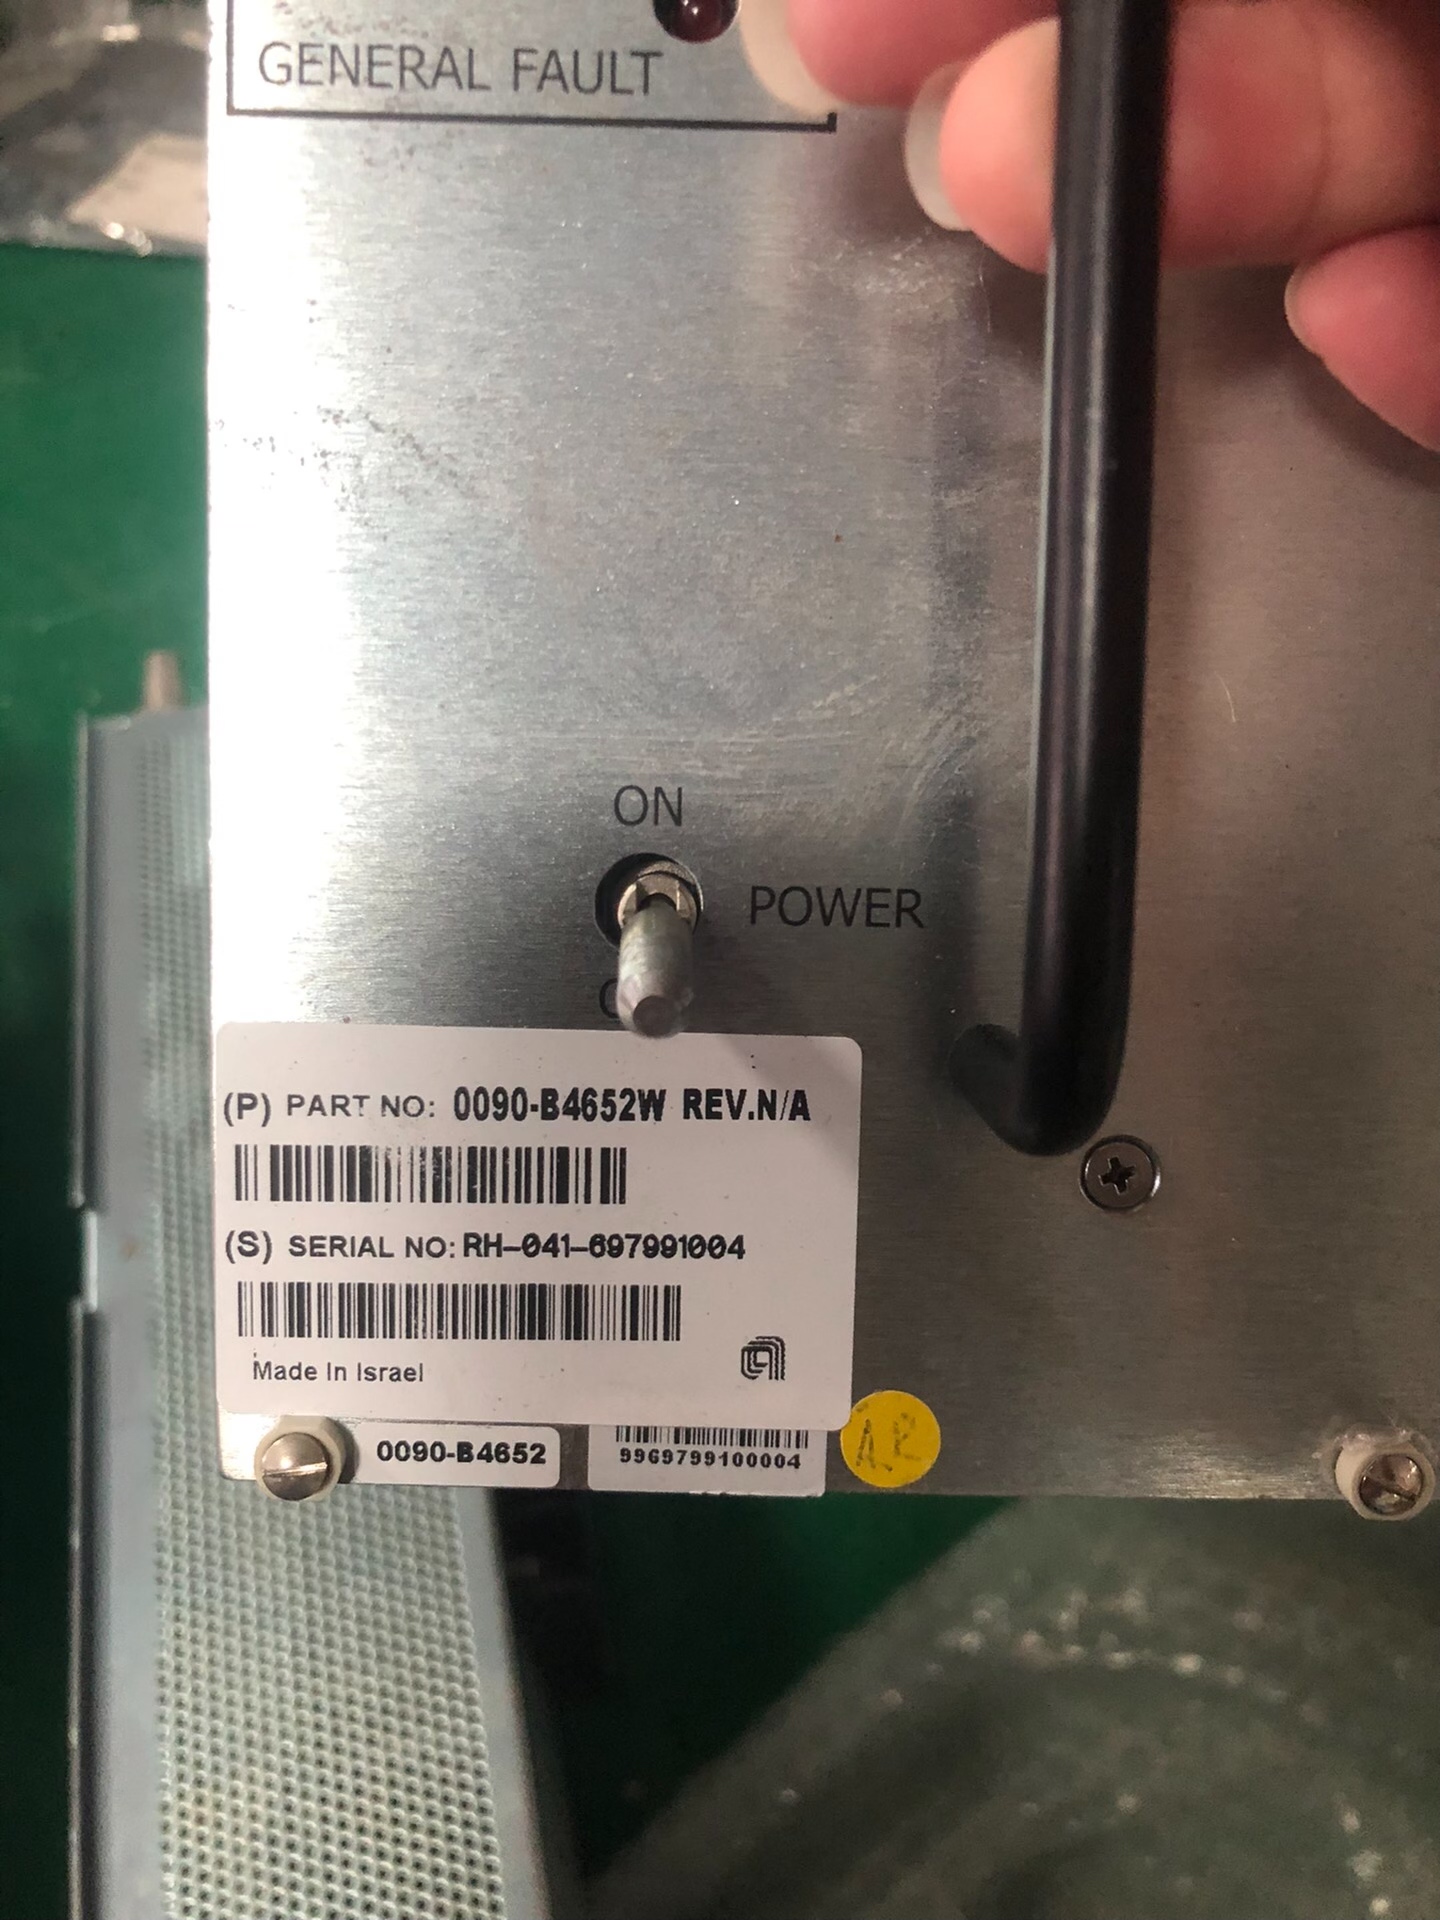 GENERAL FAULT
ON
POWER
(P) PART NO: 0090-B4652W REV.N/A
(S) SERIAL NO: RH-041-697991004
Made In Israel
0090-B4652
9969799100004